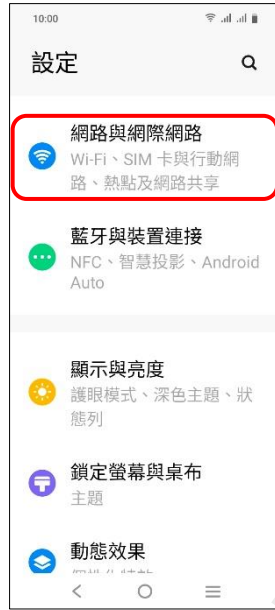 10:00
設定
網路與網際網路
Wi-Fi、SIM 卡與行動網
路、熱點及網路共享
藍牙與裝置連接
NFC、智慧投影、Android
Auto
顯示與亮度
護眼模式、深色主題、狀
態列
鎖定螢幕與桌布
主題
動態效果